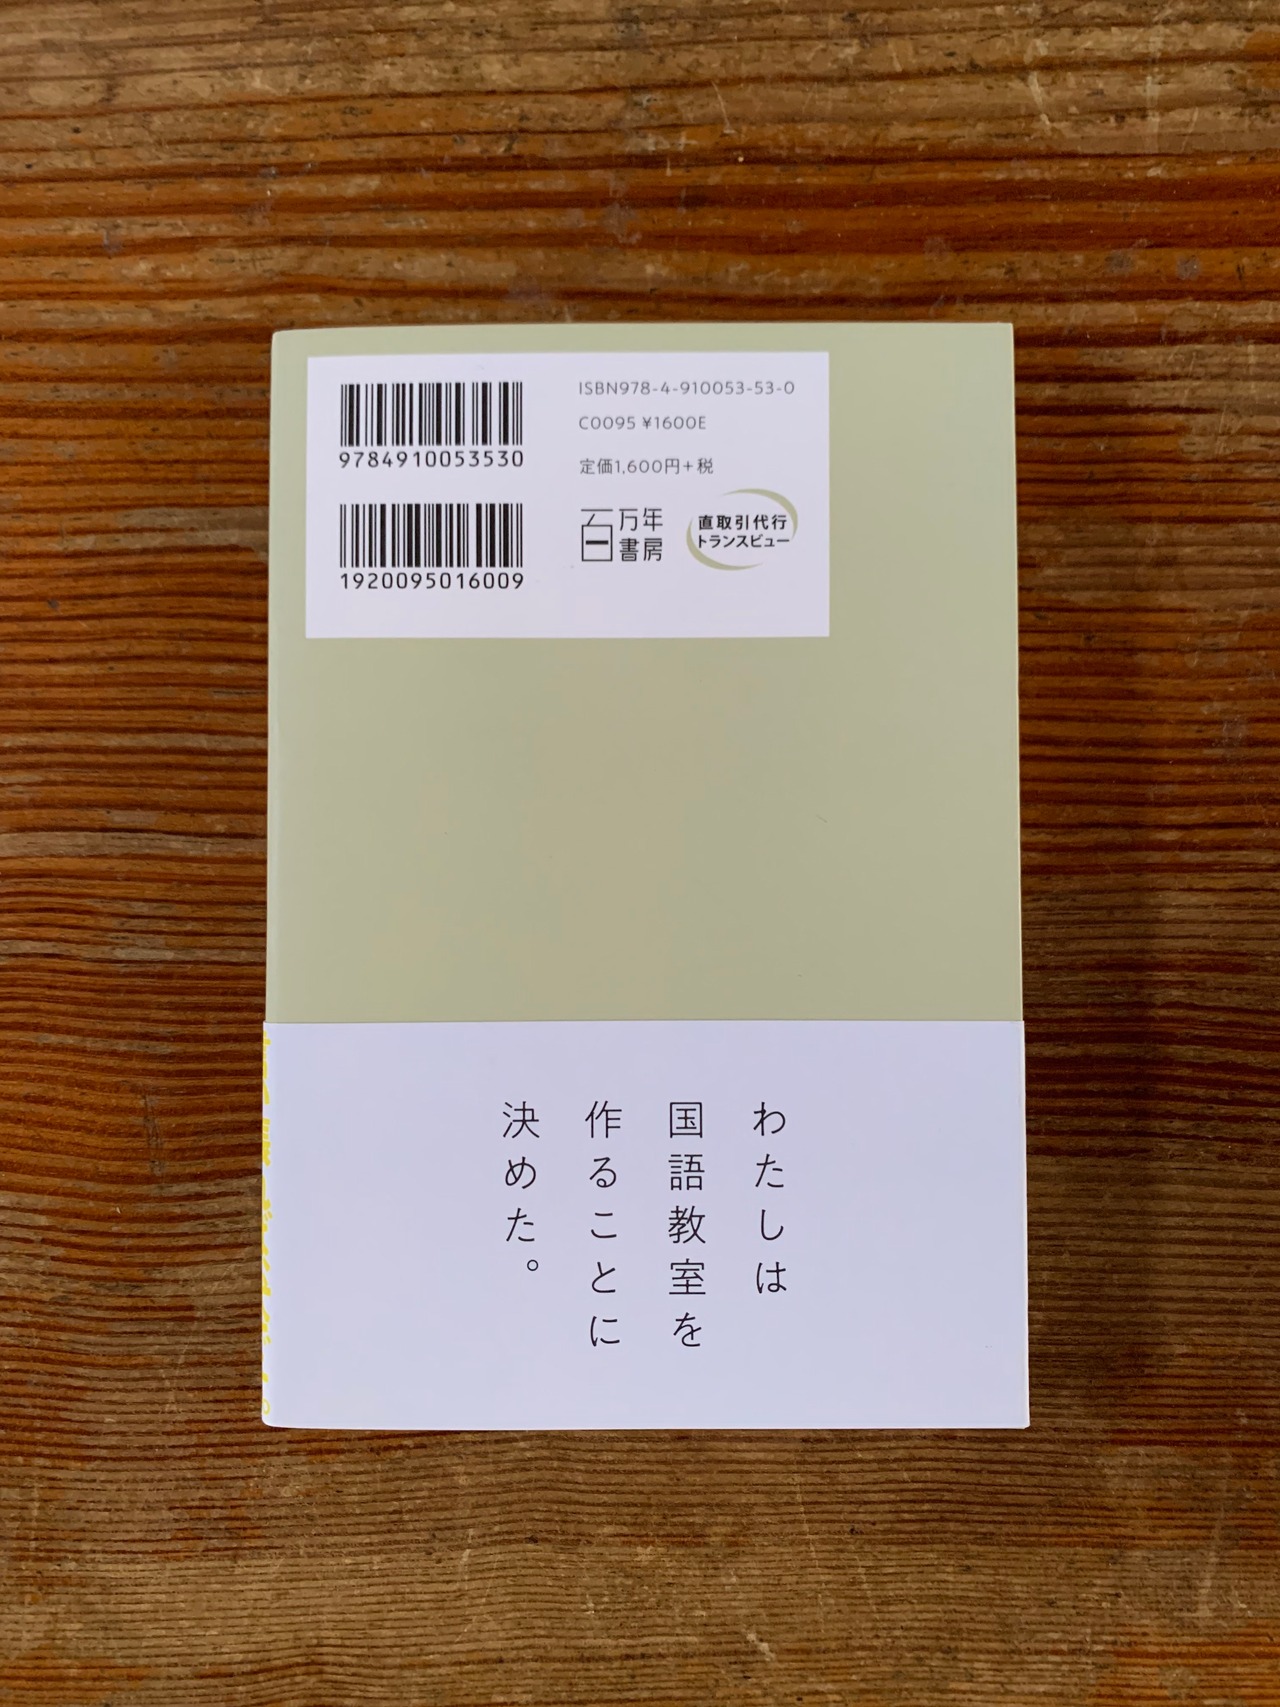 9784910053530
1920095016009
ISBN978-4-910053-53-0
C0095 ¥1600E
定価1,600円+税
百万年
書房
直取引代行
トランスビュー
わたしは
国語教室を
作ることに
決めた。